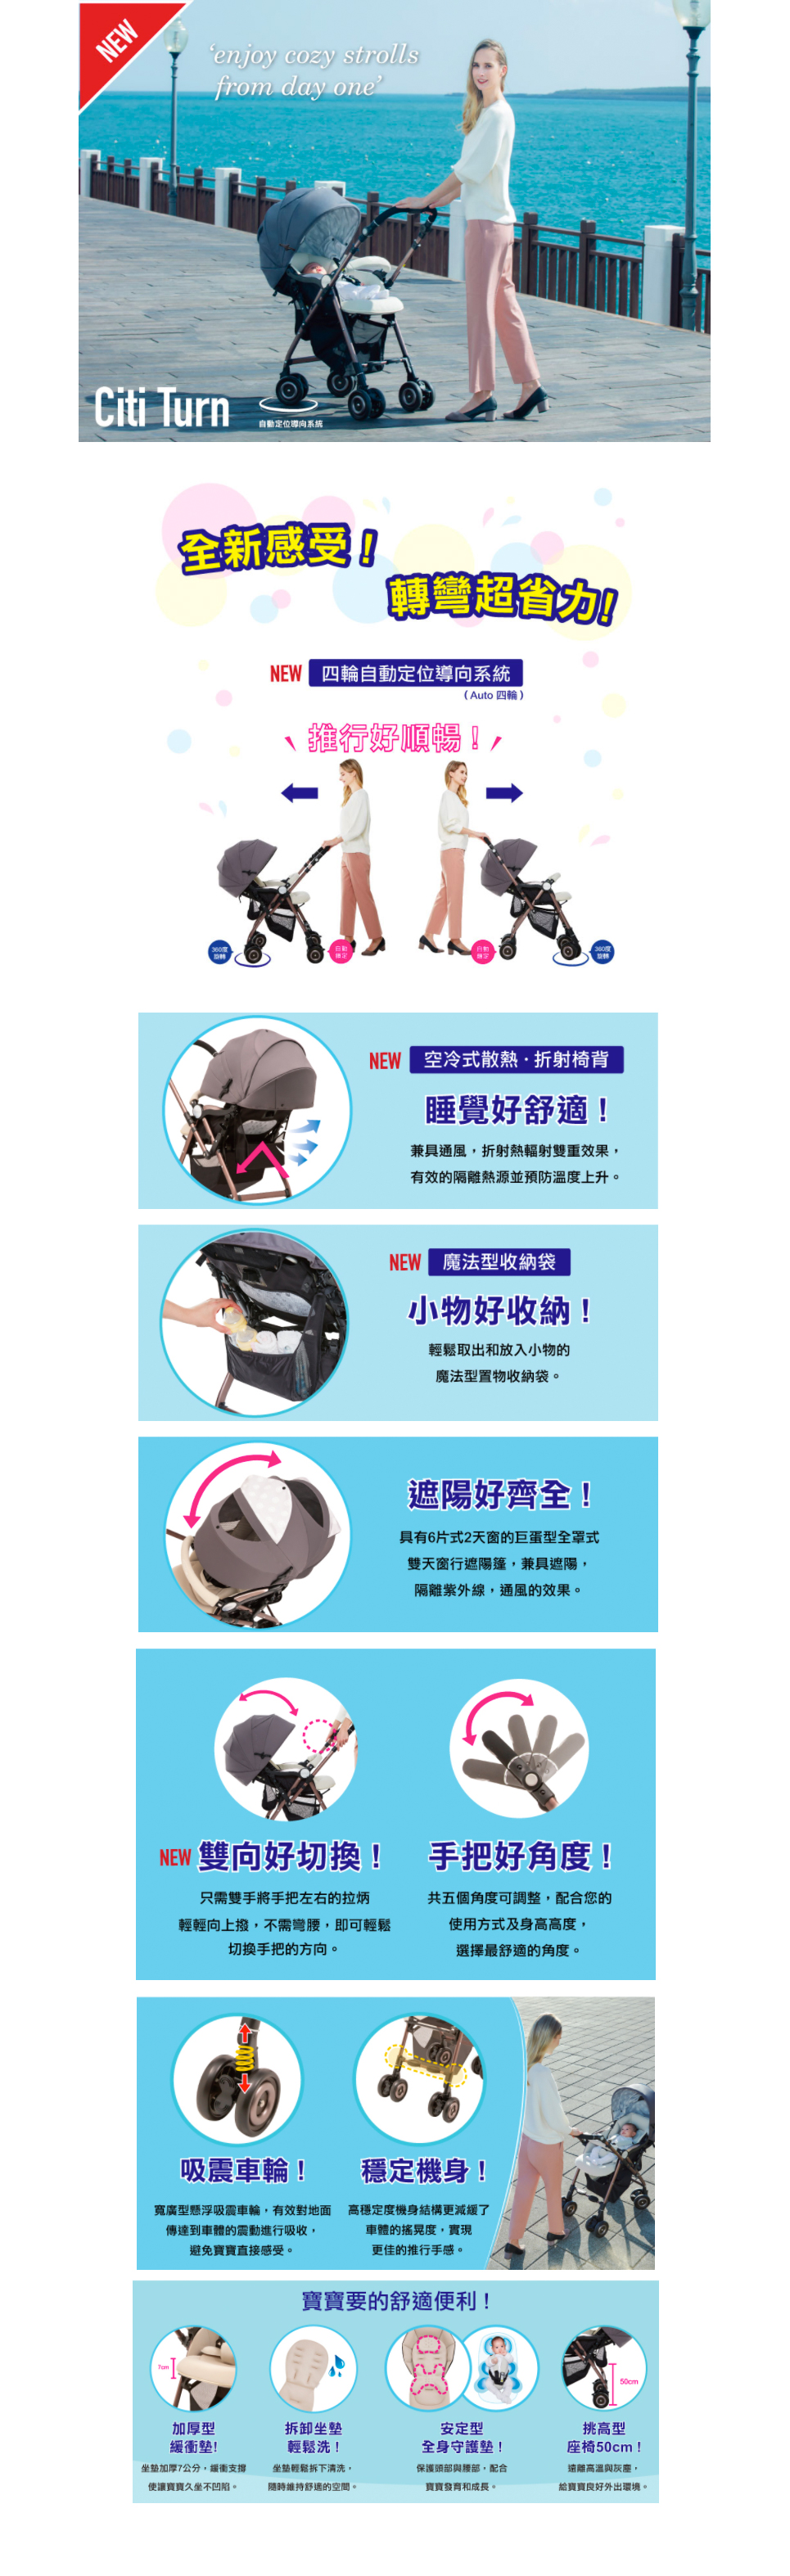 NEW
‘enjoy cozy strolls
from day one’
Citi Turn
自動定位導向系統
全新感受！
轉彎超省力！
NEW 四輪自動定位導向系統
（Auto 四輪）
推行好順暢！
360度
旋轉
自動
鎖定
自動
鎖定
360度
旋轉
NEW 空冷式散熱·折射椅背
睡覺好舒適！
兼具通風，折射熱輻射雙重效果，
有效的隔離熱源並預防溫度上升。
NEW 魔法型收納袋
小物好收納！
輕鬆取出和放入小物的
魔法型置物收納袋。
遮陽好齊全！
具有6片式2天窗的巨蛋型全罩式
雙天窗行遮陽篷，兼具遮陽，
隔離紫外線，通風的效果。
NEW 雙向好切換！
只需雙手將手把左右的拉炳
輕輕向上撥，不需彎腰，即可輕鬆
切換手把的方向。
手把好角度！
共五個角度可調整，配合您的
使用方式及身高高度，
選擇最舒適的角度。
吸震車輪！
寬廣型懸浮吸震車輪，有效對地面
傳達到車體的震動進行吸收，
避免寶寶直接感受。
穩定機身！
高穩定度機身結構更減緩了
車體的搖晃度，實現
更佳的推行手感。
寶寶要的舒適便利！
7cm
加厚型
緩衝墊!
坐墊加厚7公分，緩衝支撐
使讓寶寶久坐不凹陷。
拆卸坐墊
輕鬆洗！
坐墊輕鬆拆下清洗，
隨時維持舒適的空間。
安定型
全身守護墊！
保護頭部與腰部，配合
寶寶發育和成長。
50cm
挑高型
座椅50cm！
遠離高溫與灰塵，
給寶寶良好外出環境。